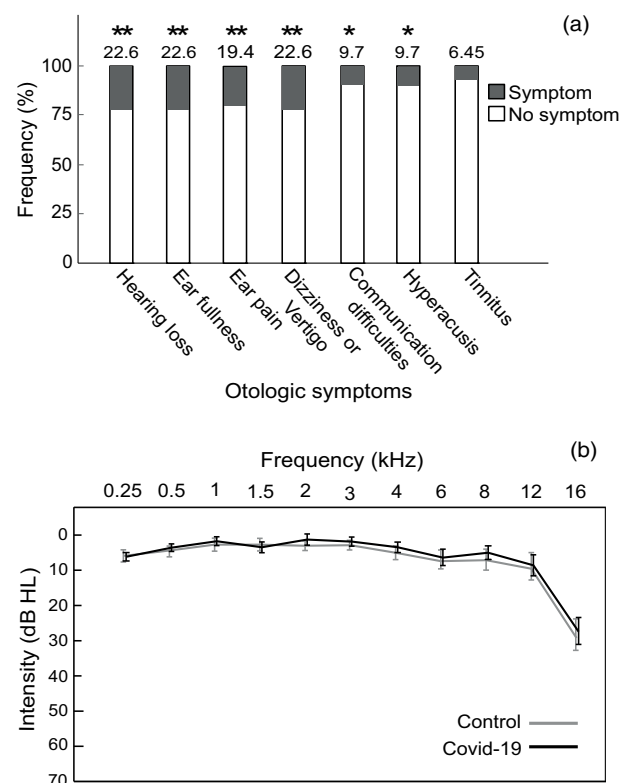 (a)
** ** ** ** * *
22.6 22.6 19.4 22.6 9.7 9.7 6.45
100
75
50
25
0
Frequency (%)
Symptom
No symptom
Hearing loss
Ear fullness
Ear pain
Dizziness or
Vertigo
Communication
difficulties
Hyperacusis
Tinnitus
Otologic symptoms
(b)
Frequency (kHz)
0.25 0.5 1 1.5 2 3 4 6 8 12 16
0
10
20
30
40
50
60
70
Intensity (dB HL)
Control
Covid-19